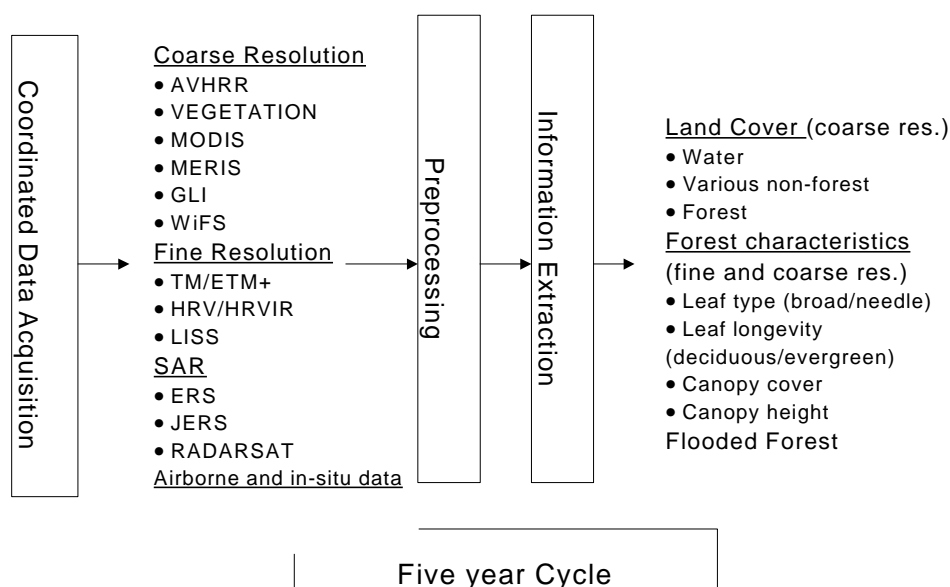 Coordinated Data Acquisition
Coarse Resolution
• AVHRR
• VEGETATION
• MODIS
• MERIS
• GLI
• WiFS
Fine Resolution
• TM/ETM+
• HRV/HRVIR
• LISS
SAR
• ERS
• JERS
• RADARSAT
Airborne and in-situ data
Preprocessing
Information Extraction
Land Cover (coarse res.)
• Water
• Various non-forest
• Forest
Forest characteristics
(fine and coarse res.)
• Leaf type (broad/needle)
• Leaf longevity
(deciduous/evergreen)
• Canopy cover
• Canopy height
Flooded Forest
Five year Cycle